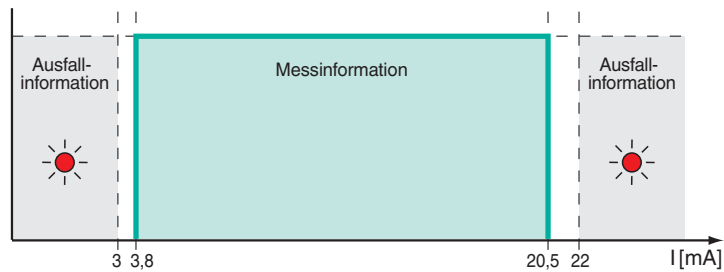 Ausfall-
information
Messinformation
Ausfall-
information
3 3,8 20,5 22 I [mA]